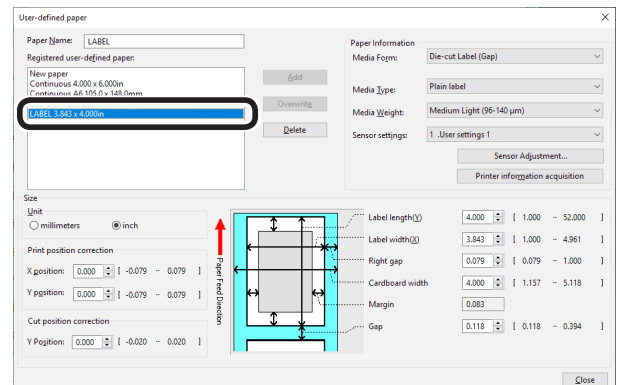 User-defined paper
Paper Name: LABEL
Registered user-defined paper:
New paper
Continuous 4.000 x 6.000in
Continuous A6 105.0 x 148.0mm
LABEL 3.843 x 4.000in
Add
Overwrite
Delete
Paper Information
Media Form: Die-cut Label (Gap)
Media Type: Plain label
Media Weight: Medium Light (96-140 µm)
Sensor settings: 1 .User settings 1
Sensor Adjustment...
Printer information acquisition
Size
Unit
millimeters inch
Print position correction
X position: 0.000 [ -0.079 -- 0.079 ]
Y position: 0.000 [ -0.079 -- 0.079 ]
Cut position correction
Y Position: 0.000 [ -0.020 -- 0.020 ]
Paper Feed Direction
Label length(Y) 4.000 [ 1.000 -- 52.000 ]
Label width(X) 3.843 [ 1.000 -- 4.961 ]
Right gap 0.079 [ 0.079 -- 1.000 ]
Cardboard width 4.000 [ 1.157 -- 5.118 ]
Margin 0.083
Gap 0.118 [ 0.118 -- 0.394 ]
Close